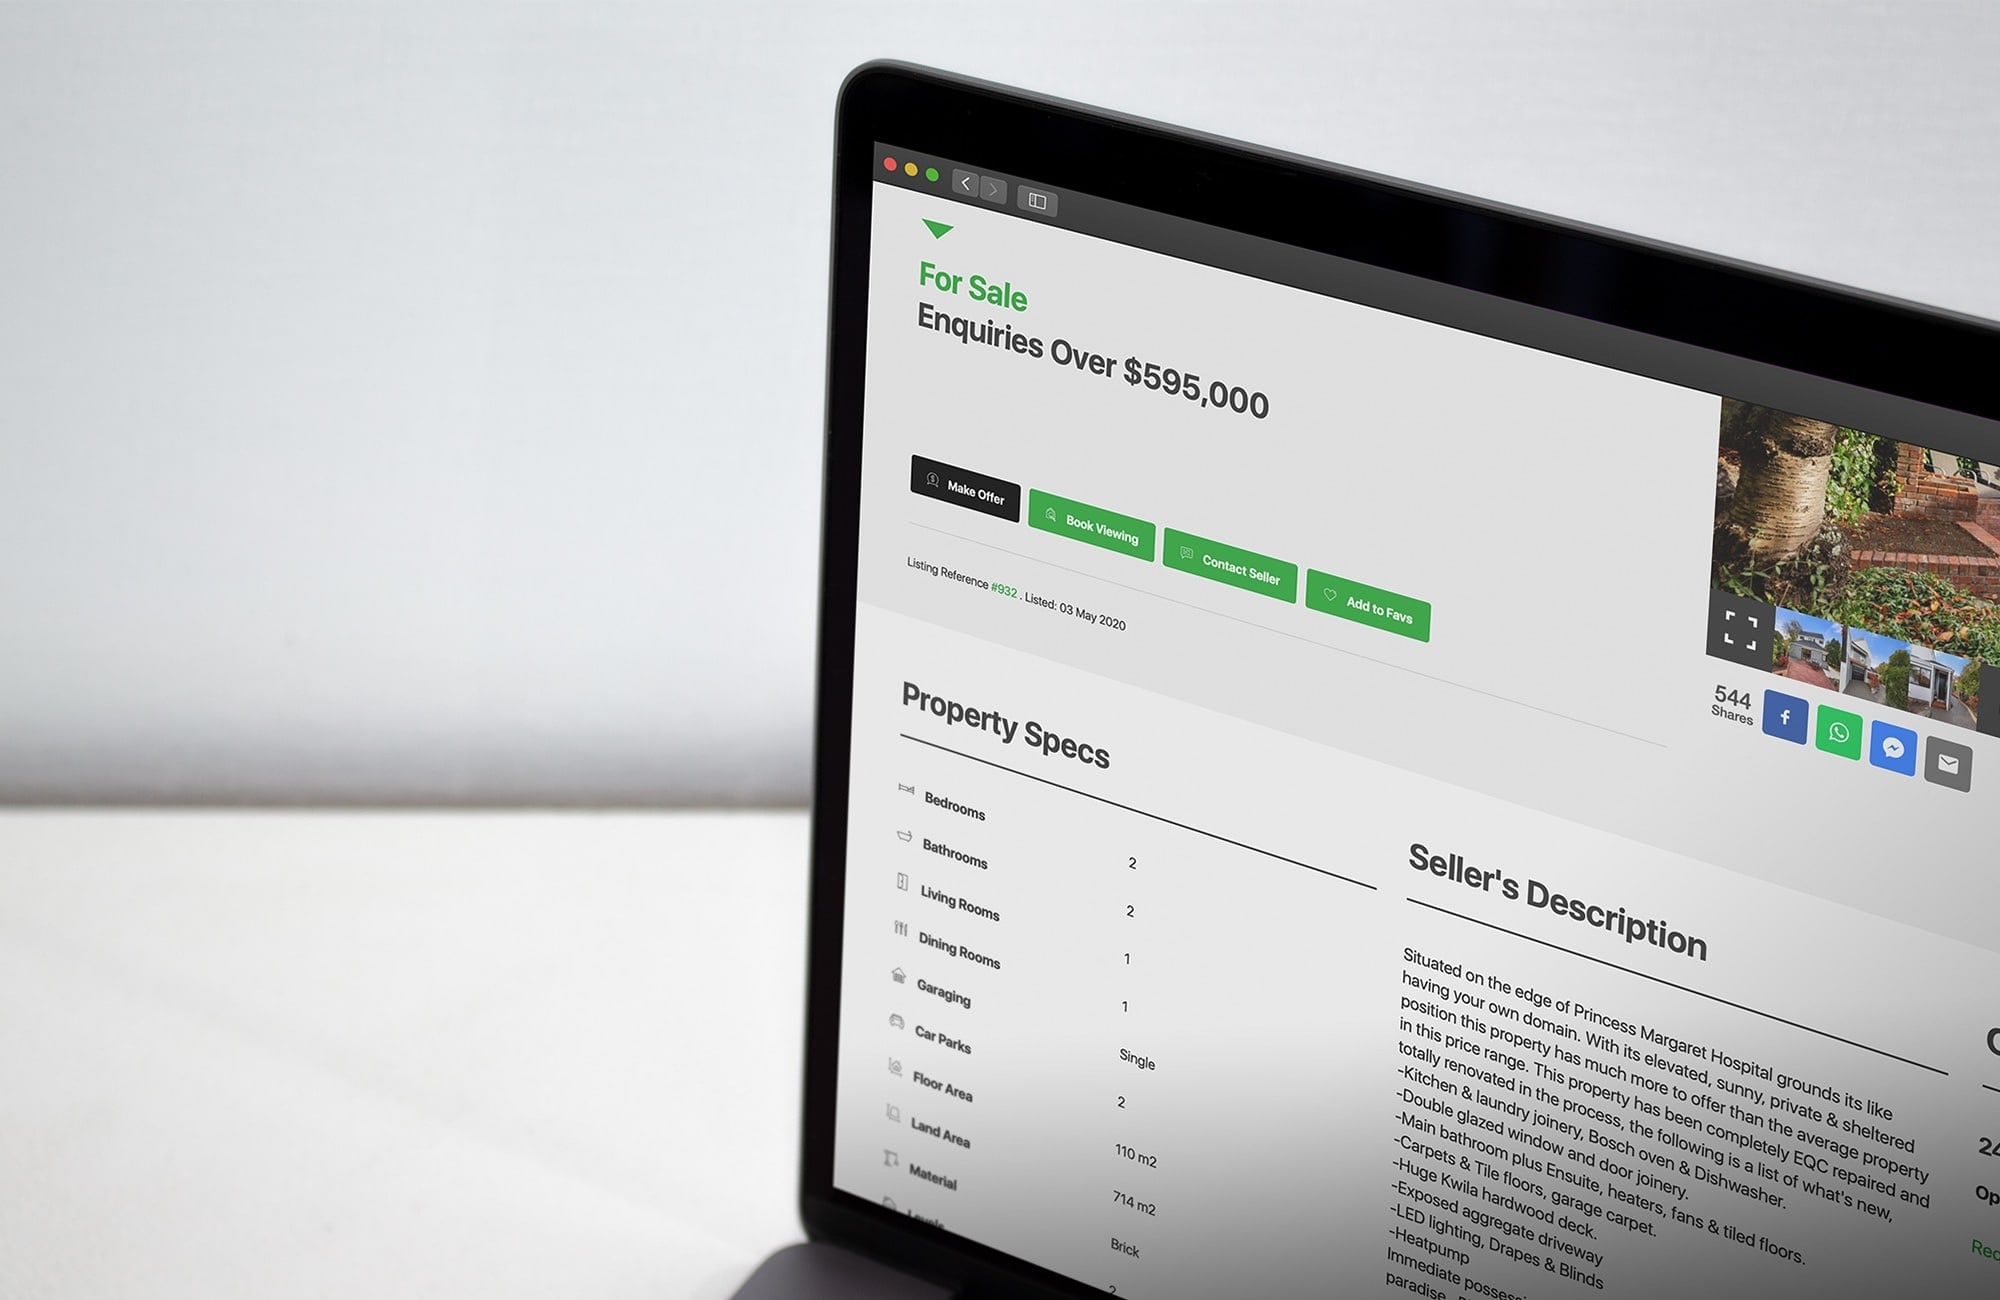 For Sale
Enquiries Over $595,000
Make Offer
Book Viewing
Contact Seller
Add to Favs
Listing Reference #932 . Listed: 03 May 2020
544
Shares
Property Specs
Bedrooms 2
Bathrooms 2
Living Rooms 1
Dining Rooms 1
Garaging Single
Car Parks 2
Floor Area 110 m2
Land Area 714 m2
Material Brick
Levels 2
Seller's Description
Situated on the edge of Princess Margaret Hospital grounds its like
having your own domain. With its elevated, sunny, private & sheltered
position this property has much more to offer than the average property
in this price range. This property has been completely EQC repaired and
totally renovated in the process, the following is a list of what's new,
-Kitchen & laundry joinery, Bosch oven & Dishwasher.
-Double glazed window and door joinery.
-Main bathroom plus Ensuite, heaters, fans & tiled floors.
-Carpets & Tile floors, garage carpet.
-Huge Kwila hardwood deck.
-Exposed aggregate driveway
-LED lighting, Drapes & Blinds
-Heatpump
Immediate
paradise